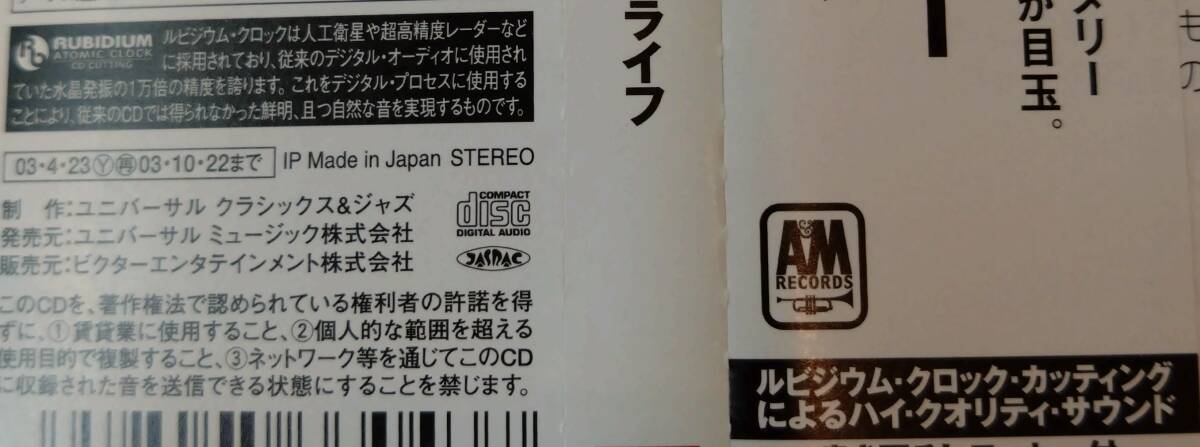 RUBIDIUM
ATOMIC CLOCK
CD CUTTING
ルビジウム・クロックは人工衛星や超高精度レーダーなど
に採用されており、従来のデジタル・オーディオに使用され
ていた水晶発振の1万倍の精度を誇ります。これをデジタル・プロセスに使用する
ことにより、従来のCDでは得られなかった鮮明、且つ自然な音を実現するものです。
03・4・23Ⓨ㊢03・10・22まで IP Made in Japan STEREO
制 作:ユニバーサル クラシックス&ジャズ
発売元:ユニバーサル ミュージック株式会社
販売元:ビクターエンタテインメント株式会社
COMPACT
disc
DIGITAL AUDIO
JASRAC
このCDを、著作権法で認められている権利者の許諾を得
ずに、①賃貸業に使用すること、②個人的な範囲を超える
使用目的で複製すること、③ネットワーク等を通じてこのCD
に収録された音を送信できる状態にすることを禁じます。
ライフ
もの
メリー
が目玉。
A&M
RECORDS
ルビジウム・クロック・カッティング
によるハイ・クオリティ・サウンド